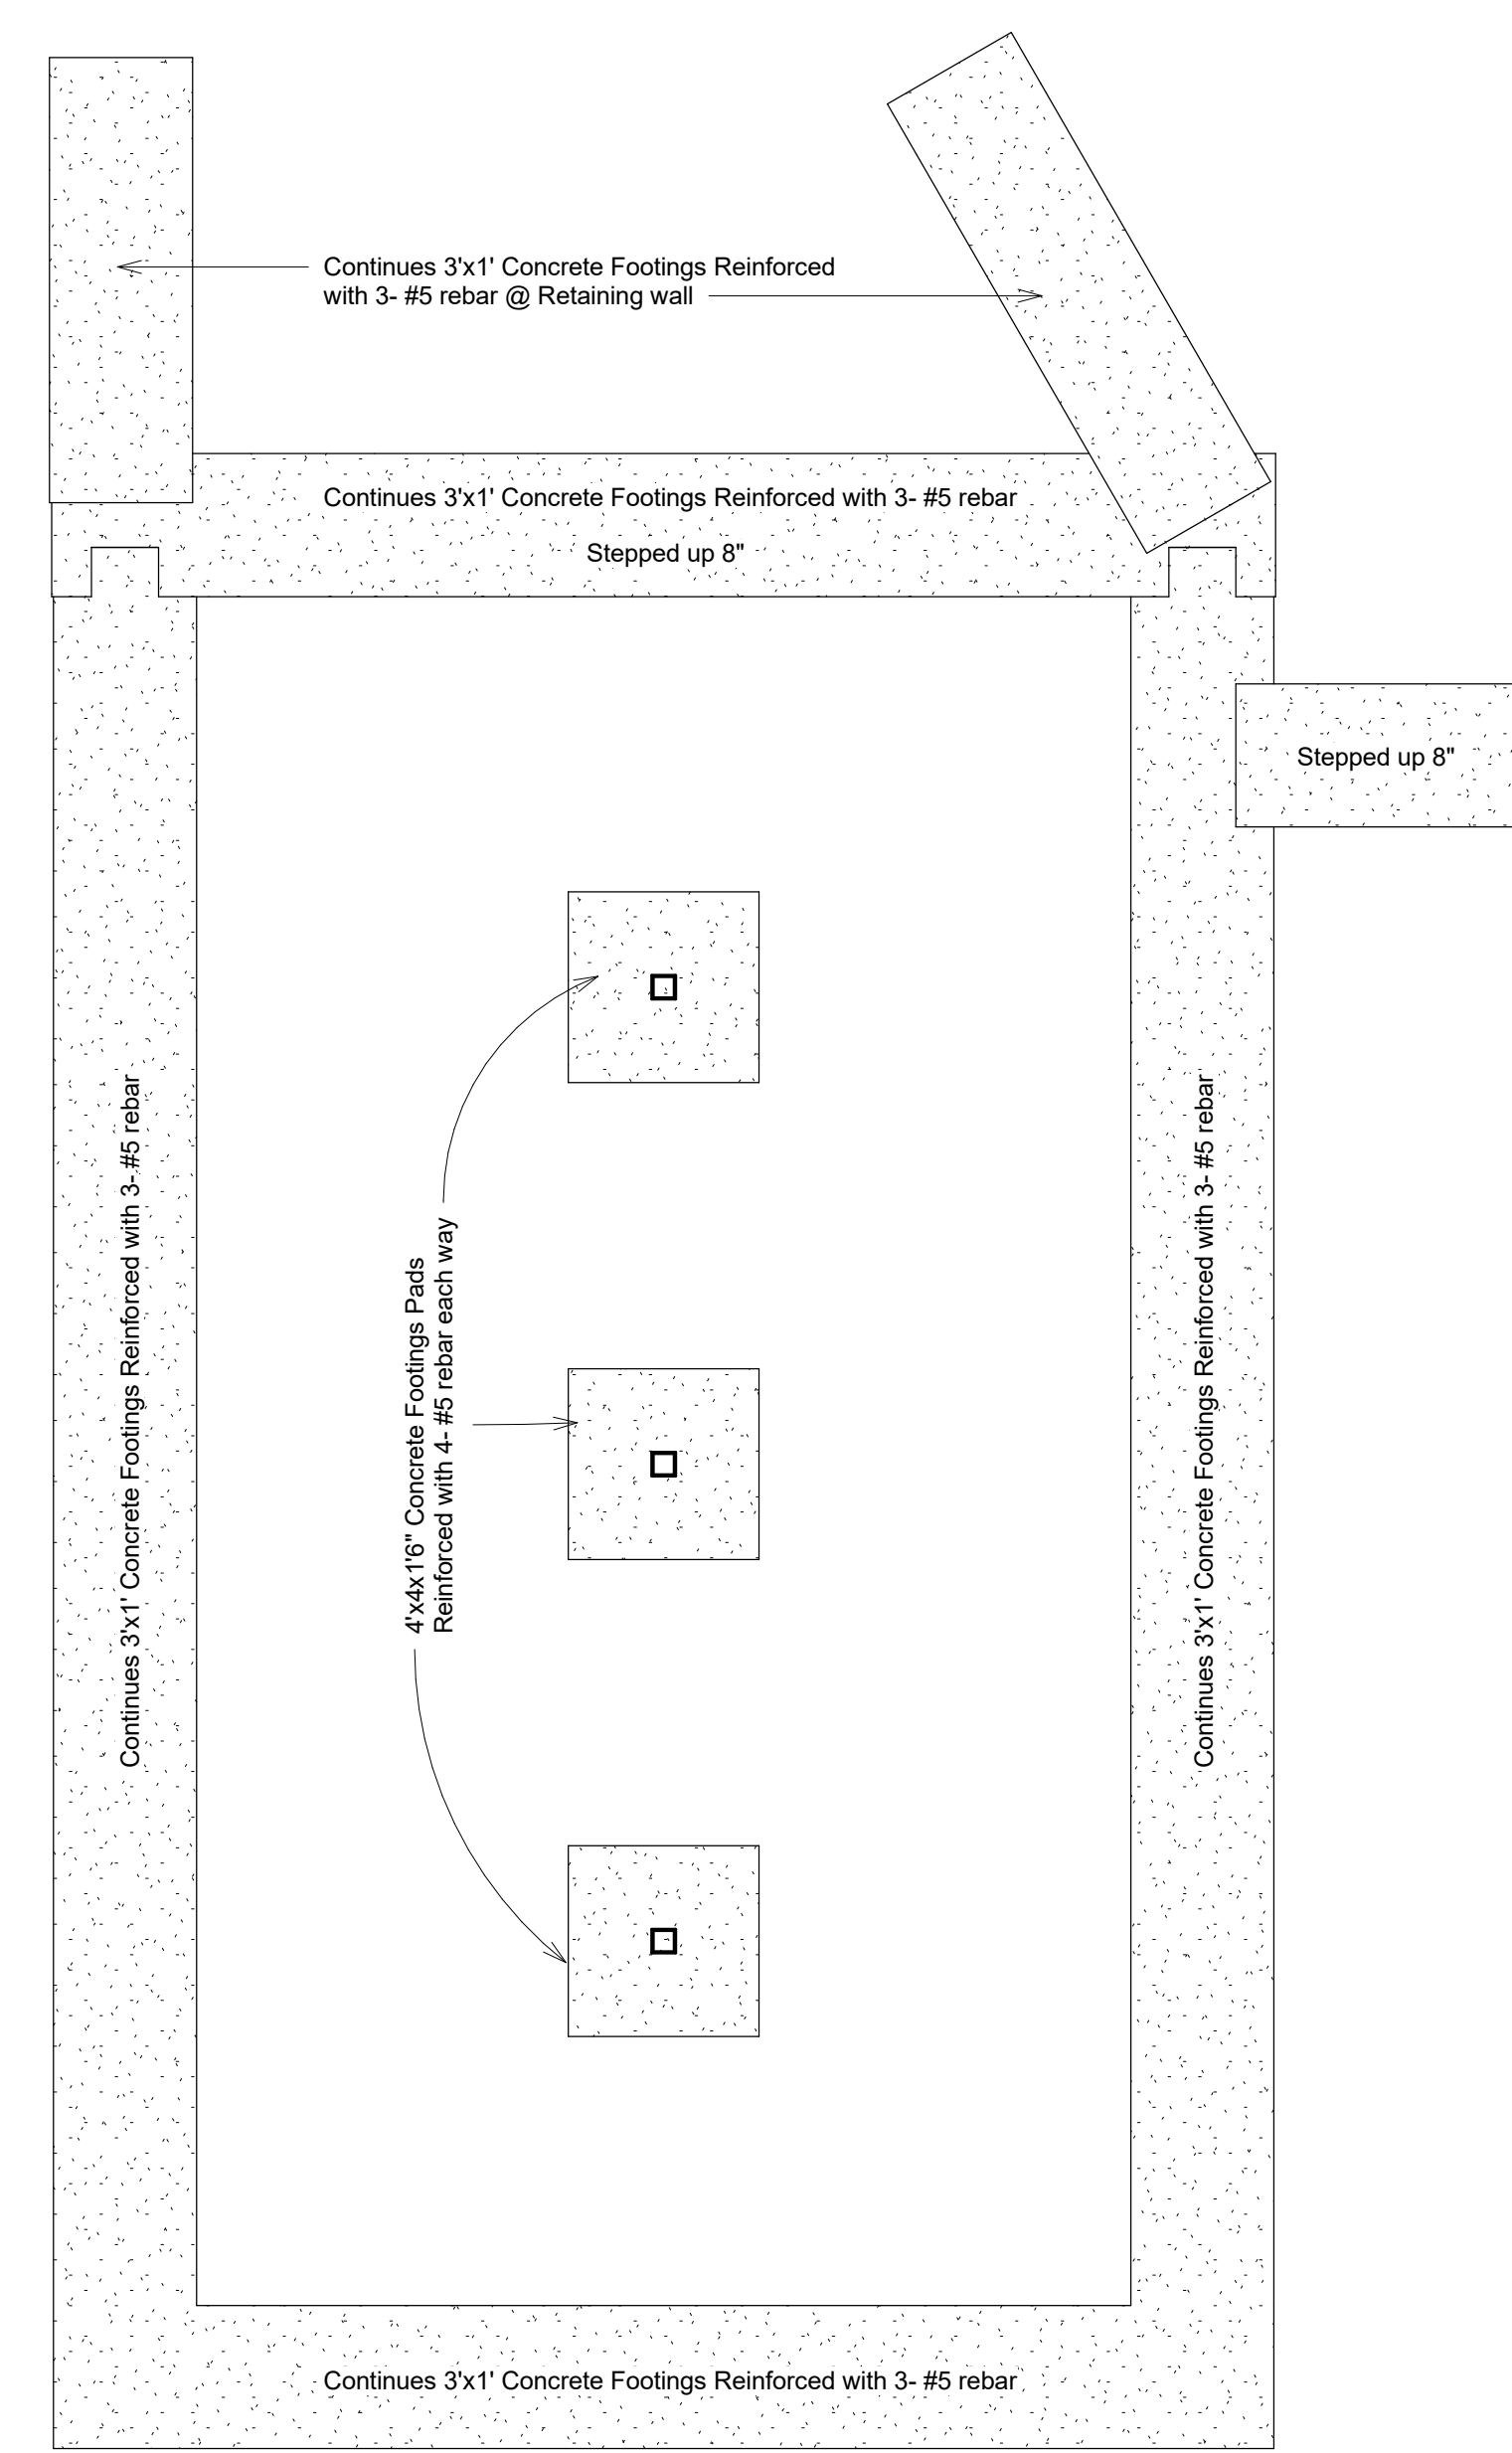 Continues 3'x1' Concrete Footings Reinforced
with 3- #5 rebar @ Retaining wall
Continues 3'x1' Concrete Footings Reinforced with 3- #5 rebar
Stepped up 8"
Stepped up 8"
Continues 3'x1' Concrete Footings Reinforced with 3- #5 rebar
4'x4x1'6" Concrete Footings Pads
Reinforced with 4- #5 rebar each way
Continues 3'x1' Concrete Footings Reinforced with 3- #5 rebar
Continues 3'x1' Concrete Footings Reinforced with 3- #5 rebar